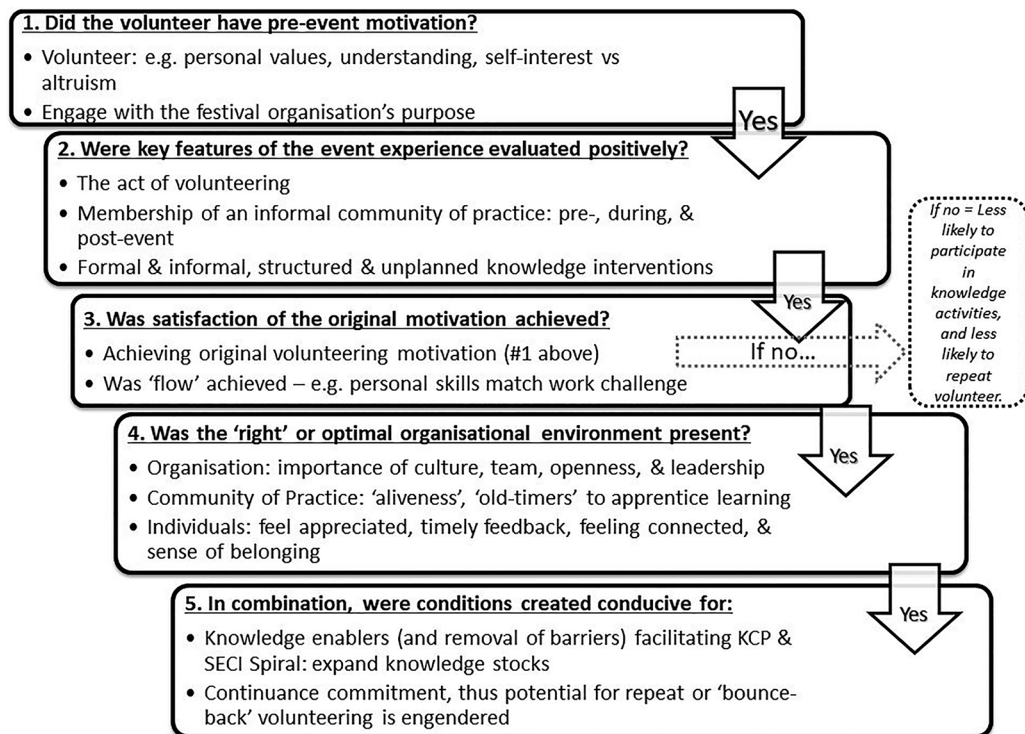 1. Did the volunteer have pre-event motivation?
• Volunteer: e.g. personal values, understanding, self-interest vs
altruism
• Engage with the festival organisation's purpose
Yes
2. Were key features of the event experience evaluated positively?
• The act of volunteering
• Membership of an informal community of practice: pre-, during, &
post-event
• Formal & informal, structured & unplanned knowledge interventions
Yes
3. Was satisfaction of the original motivation achieved?
• Achieving original volunteering motivation (#1 above)
• Was 'flow' achieved – e.g. personal skills match work challenge
If no...
If no = Less
likely to
participate
in
knowledge
activities,
and less
likely to
repeat
volunteer.
Yes
4. Was the 'right' or optimal organisational environment present?
• Organisation: importance of culture, team, openness, & leadership
• Community of Practice: 'aliveness', 'old-timers' to apprentice learning
• Individuals: feel appreciated, timely feedback, feeling connected, &
sense of belonging
Yes
5. In combination, were conditions created conducive for:
• Knowledge enablers (and removal of barriers) facilitating KCP &
SECI Spiral: expand knowledge stocks
• Continuance commitment, thus potential for repeat or 'bounce-
back' volunteering is engendered